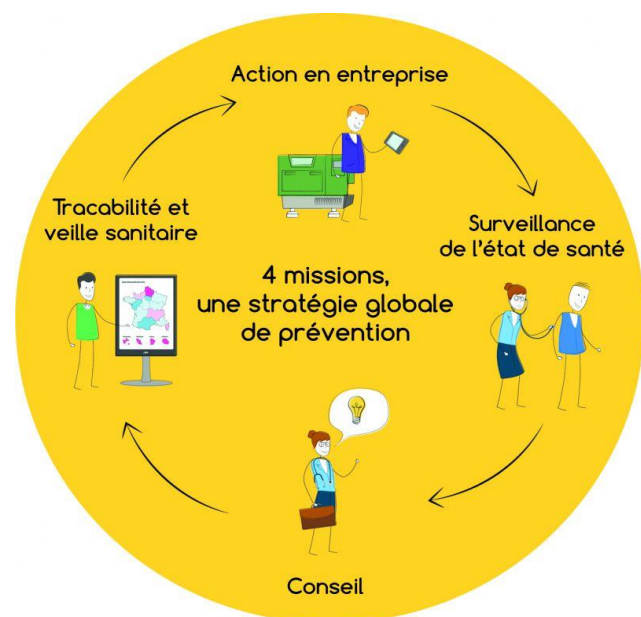 Action en entreprise
Tracabilité et
veille sanitaire
Surveillance
de l'état de santé
4 missions,
une stratégie globale
de prévention
Conseil